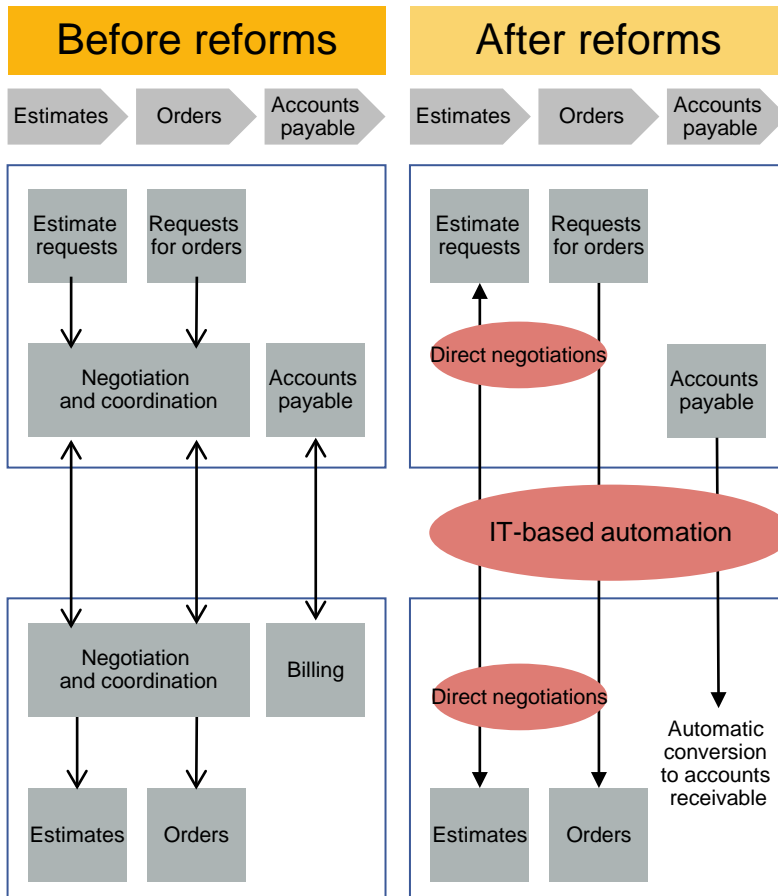 Before reforms
Estimates
Orders
Accounts
payable
Estimate
requests
Requests
for orders
Negotiation
and coordination
Accounts
payable
Negotiation
and coordination
Billing
Estimates
Orders
After reforms
Estimates
Orders
Accounts
payable
Estimate
requests
Requests
for orders
Direct negotiations
Accounts
payable
IT-based automation
Direct negotiations
Automatic
conversion
to accounts
receivable
Estimates
Orders